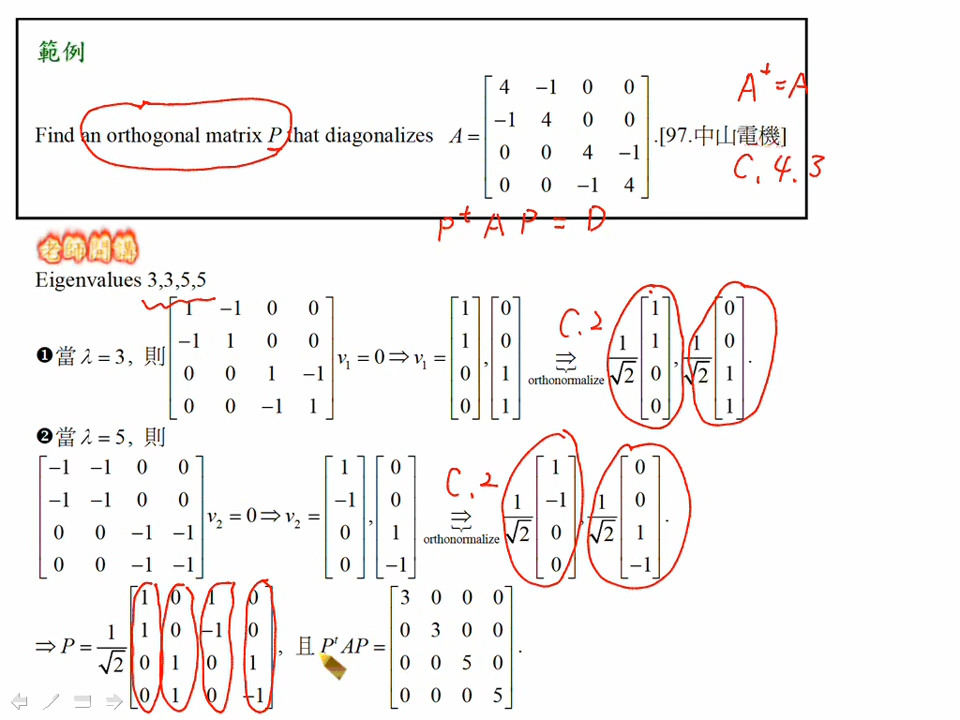 範例
Find an orthogonal matrix P that diagonalizes A = [4 −1 0 0; −1 4 0 0; 0 0 4 −1; 0 0 −1 4].[97.中山電機]
Aᵗ = A
C. 4. 3
Pᵗ A P = D
老師開講
Eigenvalues 3,3,5,5
❶當 λ = 3, 則 [1 −1 0 0; −1 1 0 0; 0 0 1 −1; 0 0 −1 1] v₁ = 0 ⇒ v₁ = [1; 1; 0; 0], [0; 0; 1; 1] ⇒ orthonormalize 1/√2 [1; 1; 0; 0], 1/√2 [0; 0; 1; 1].
C.2
❷當 λ = 5, 則
[−1 −1 0 0; −1 −1 0 0; 0 0 −1 −1; 0 0 −1 −1] v₂ = 0 ⇒ v₂ = [1; −1; 0; 0], [0; 0; 1; −1] ⇒ orthonormalize 1/√2 [1; −1; 0; 0], 1/√2 [0; 0; 1; −1].
C.2
⇒ P = 1/√2 [1 0 1 0; 1 0 −1 0; 0 1 0 1; 0 1 0 −1], 且 PᵗAP = [3 0 0 0; 0 3 0 0; 0 0 5 0; 0 0 0 5].